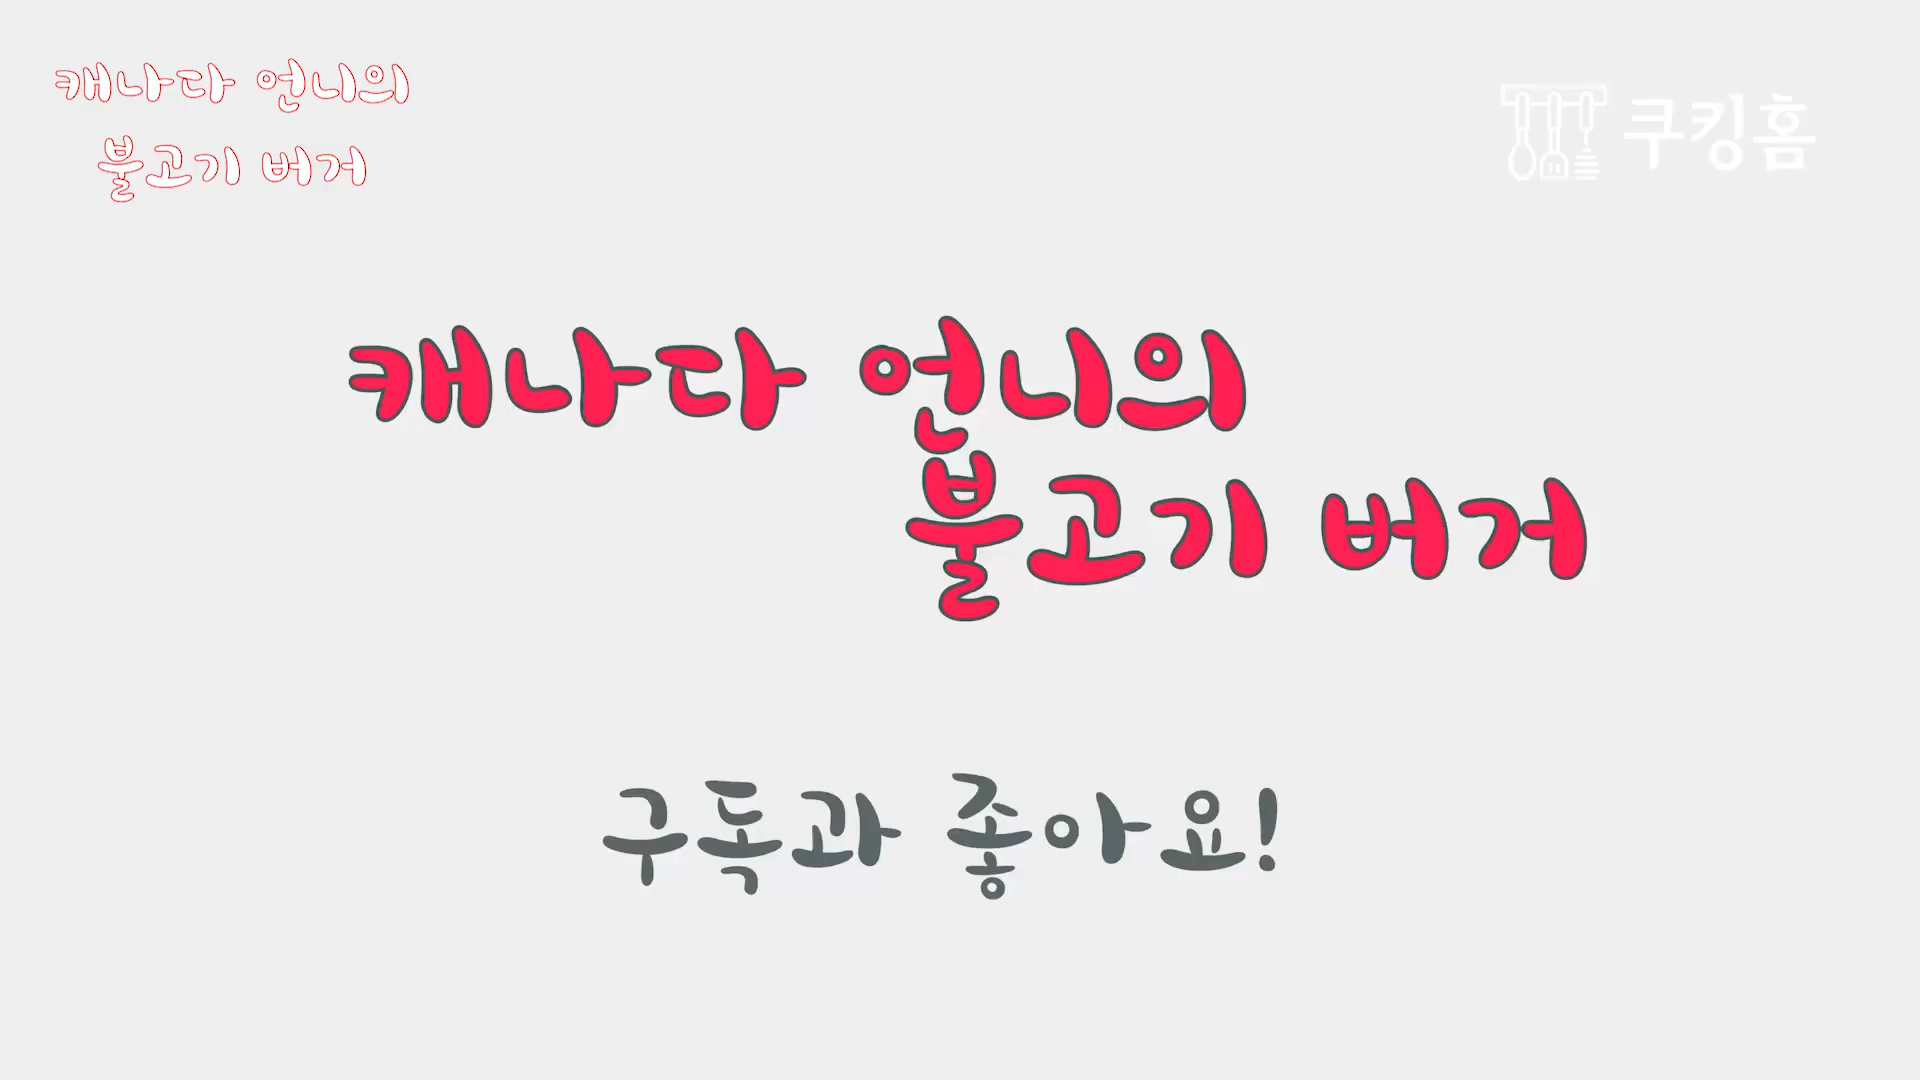 캐나다 언니의
불고기 버거
쿠킹홈
캐나다 언니의
불고기 버거
구독과 좋아요!